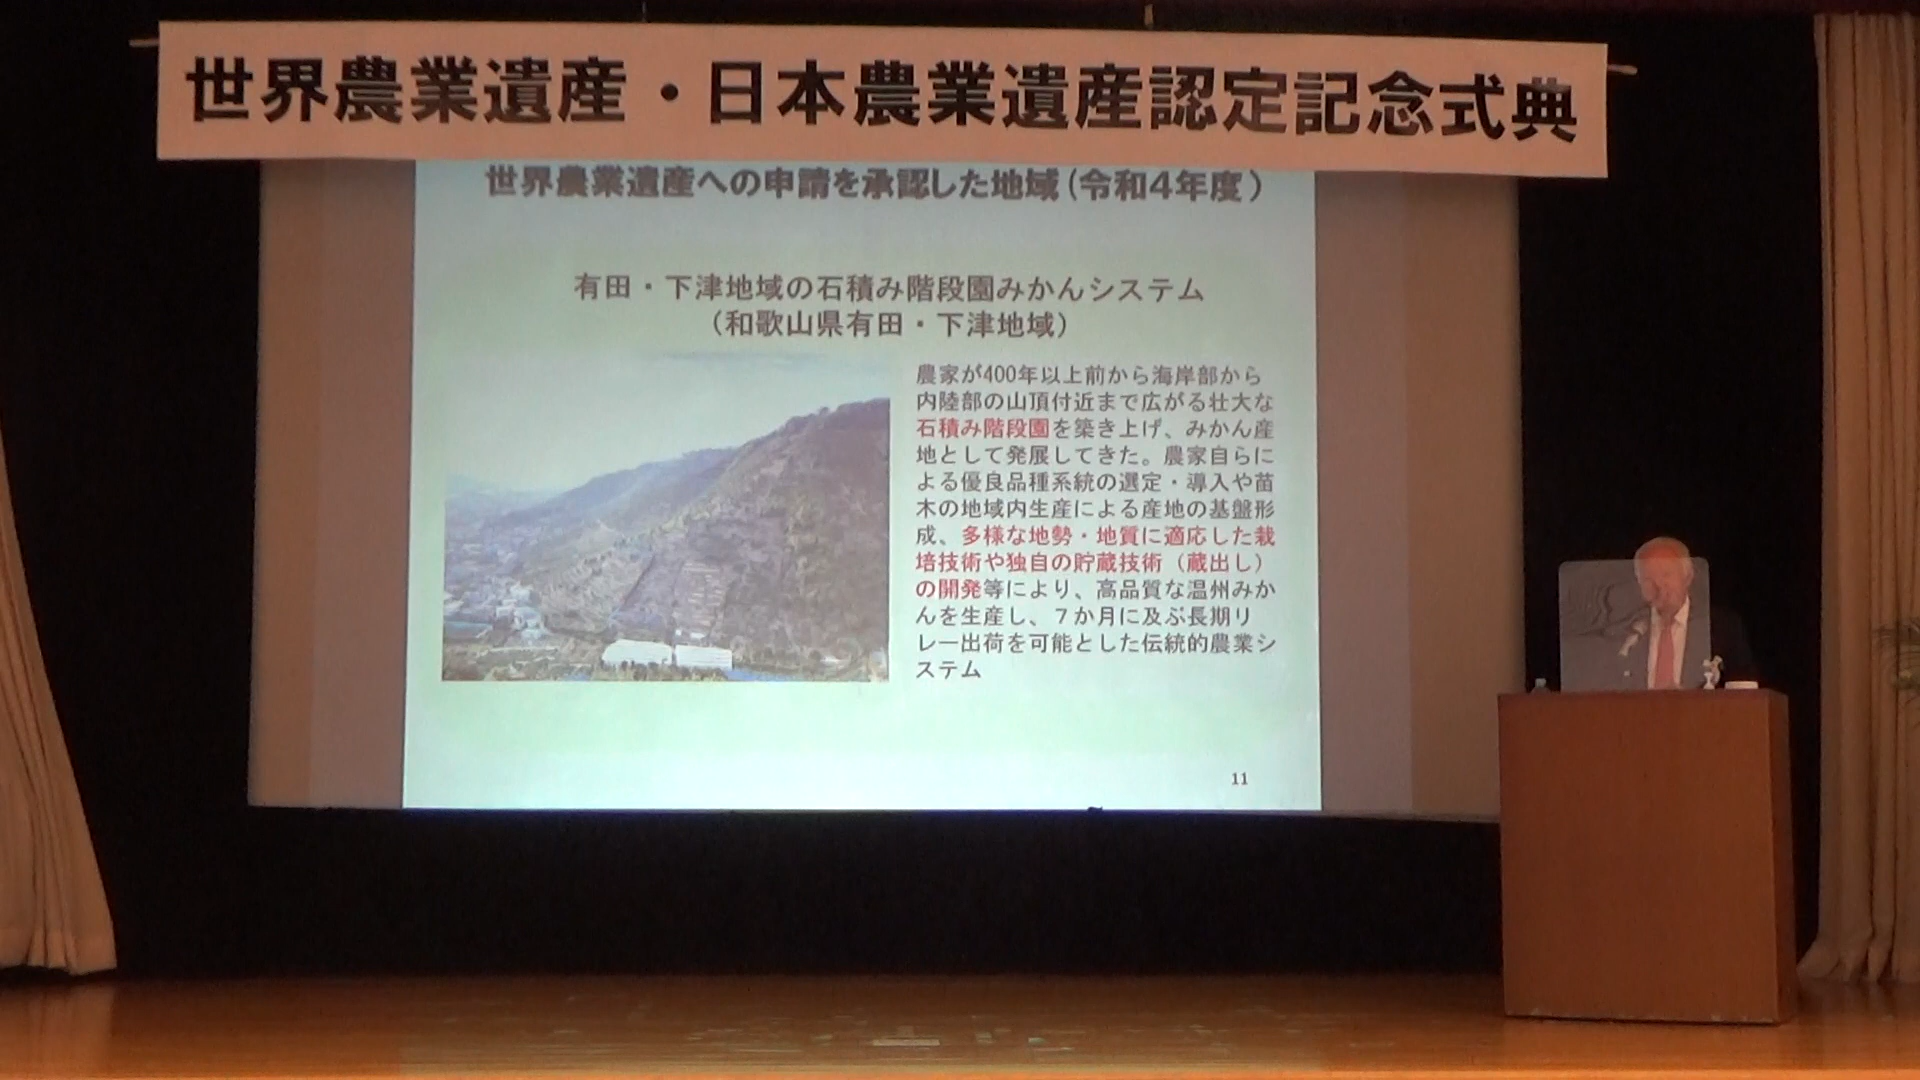 世界農業遺産・日本農業遺産認定記念式典
世界農業遺産への申請を承認した地域(令和4年度)
有田・下津地域の石積み階段園みかんシステム
(和歌山県有田・下津地域)
農家が400年以上前から海岸部から
内陸部の山頂付近まで広がる壮大な
石積み階段園を築き上げ、みかん産
地として発展してきた。農家自らに
よる優良品種系統の選定・導入や苗
木の地域内生産による産地の基盤形
成、多様な地勢・地質に適応した栽
培技術や独自の貯蔵技術（蔵出し）
の開発等により、高品質な温州みか
んを生産し、７か月に及ぶ長期リ
レー出荷を可能とした伝統的農業シ
ステム
11